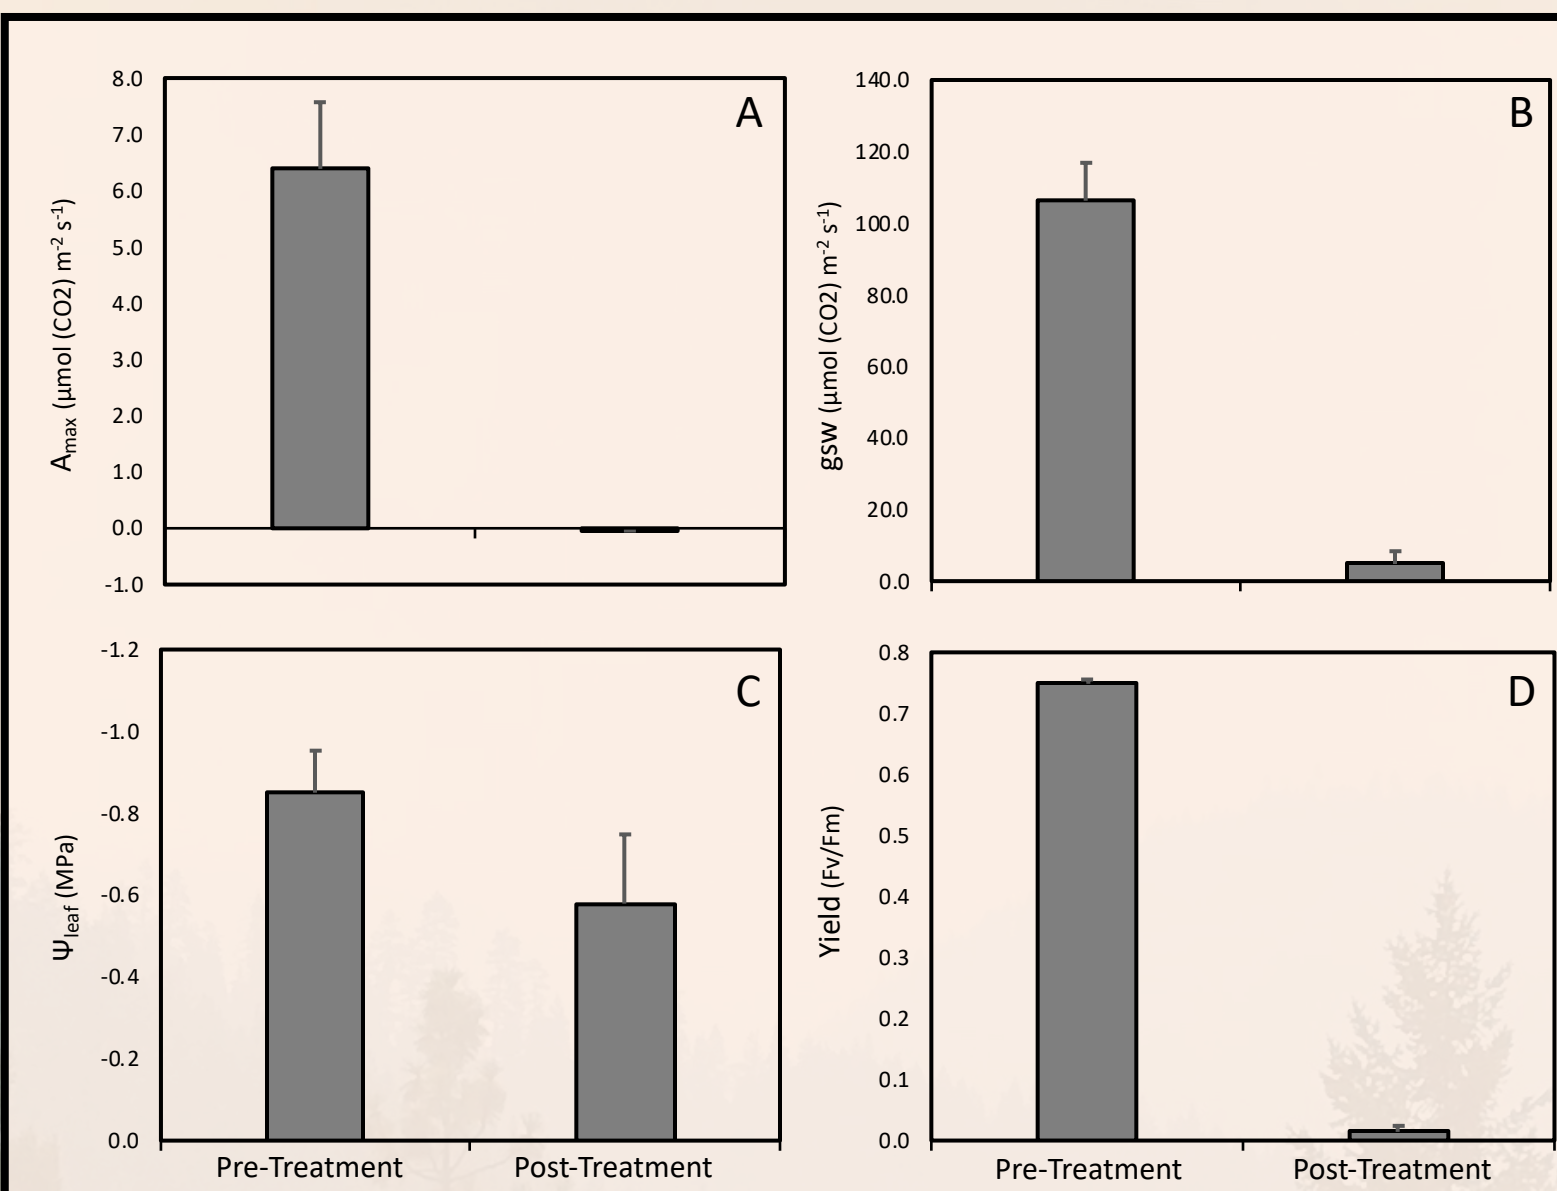 A
8.0
7.0
6.0
5.0
4.0
3.0
2.0
1.0
0.0
-1.0
Amax (µmol (CO2) m-2 s-1)
B
140.0
120.0
100.0
80.0
60.0
40.0
20.0
0.0
gsw (µmol (CO2) m-2 s-1)
C
-1.2
-1.0
-0.8
-0.6
-0.4
-0.2
0.0
Ψleaf (MPa)
Pre-Treatment
Post-Treatment
D
0.8
0.7
0.6
0.5
0.4
0.3
0.2
0.1
0.0
Yield (Fv/Fm)
Pre-Treatment
Post-Treatment